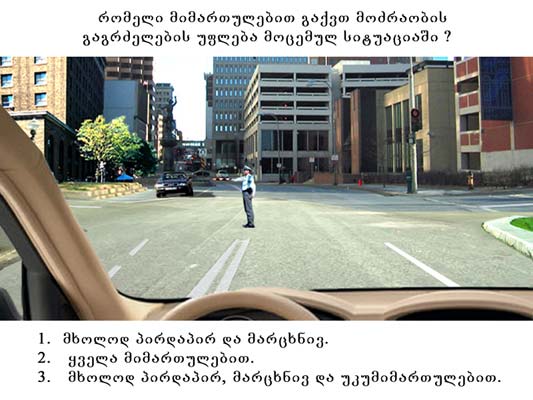 რომელი მიმართულებით გაქვთ მოძრაობის
გაგრძელების უფლება მოცემულ სიტუაციაში ?
1. მხოლოდ პირდაპირ და მარცხნივ.
2. ყველა მიმართულებით.
3. მხოლოდ პირდაპირ, მარცხნივ და უკუმიმართულებით.